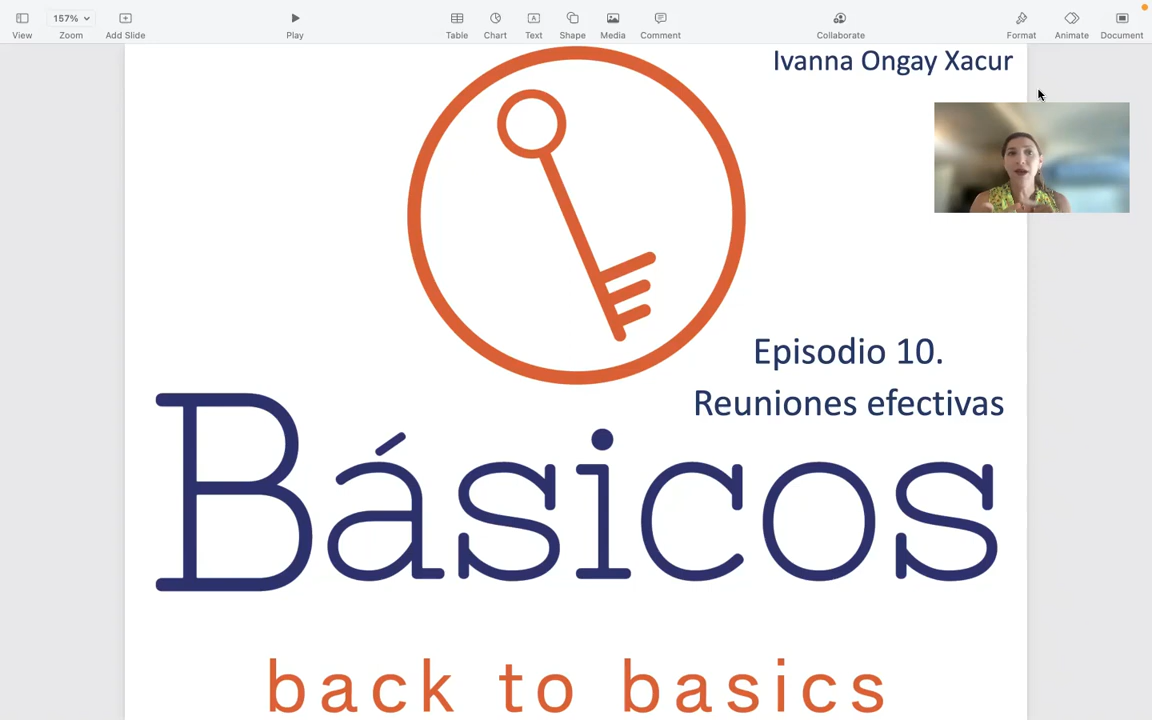 157%
View
Zoom
Add Slide
Play
Table
Chart
Text
Shape
Media
Comment
Collaborate
Format
Animate
Document
Ivanna Ongay Xacur
Episodio 10.
Reuniones efectivas
Básicos
back to basics